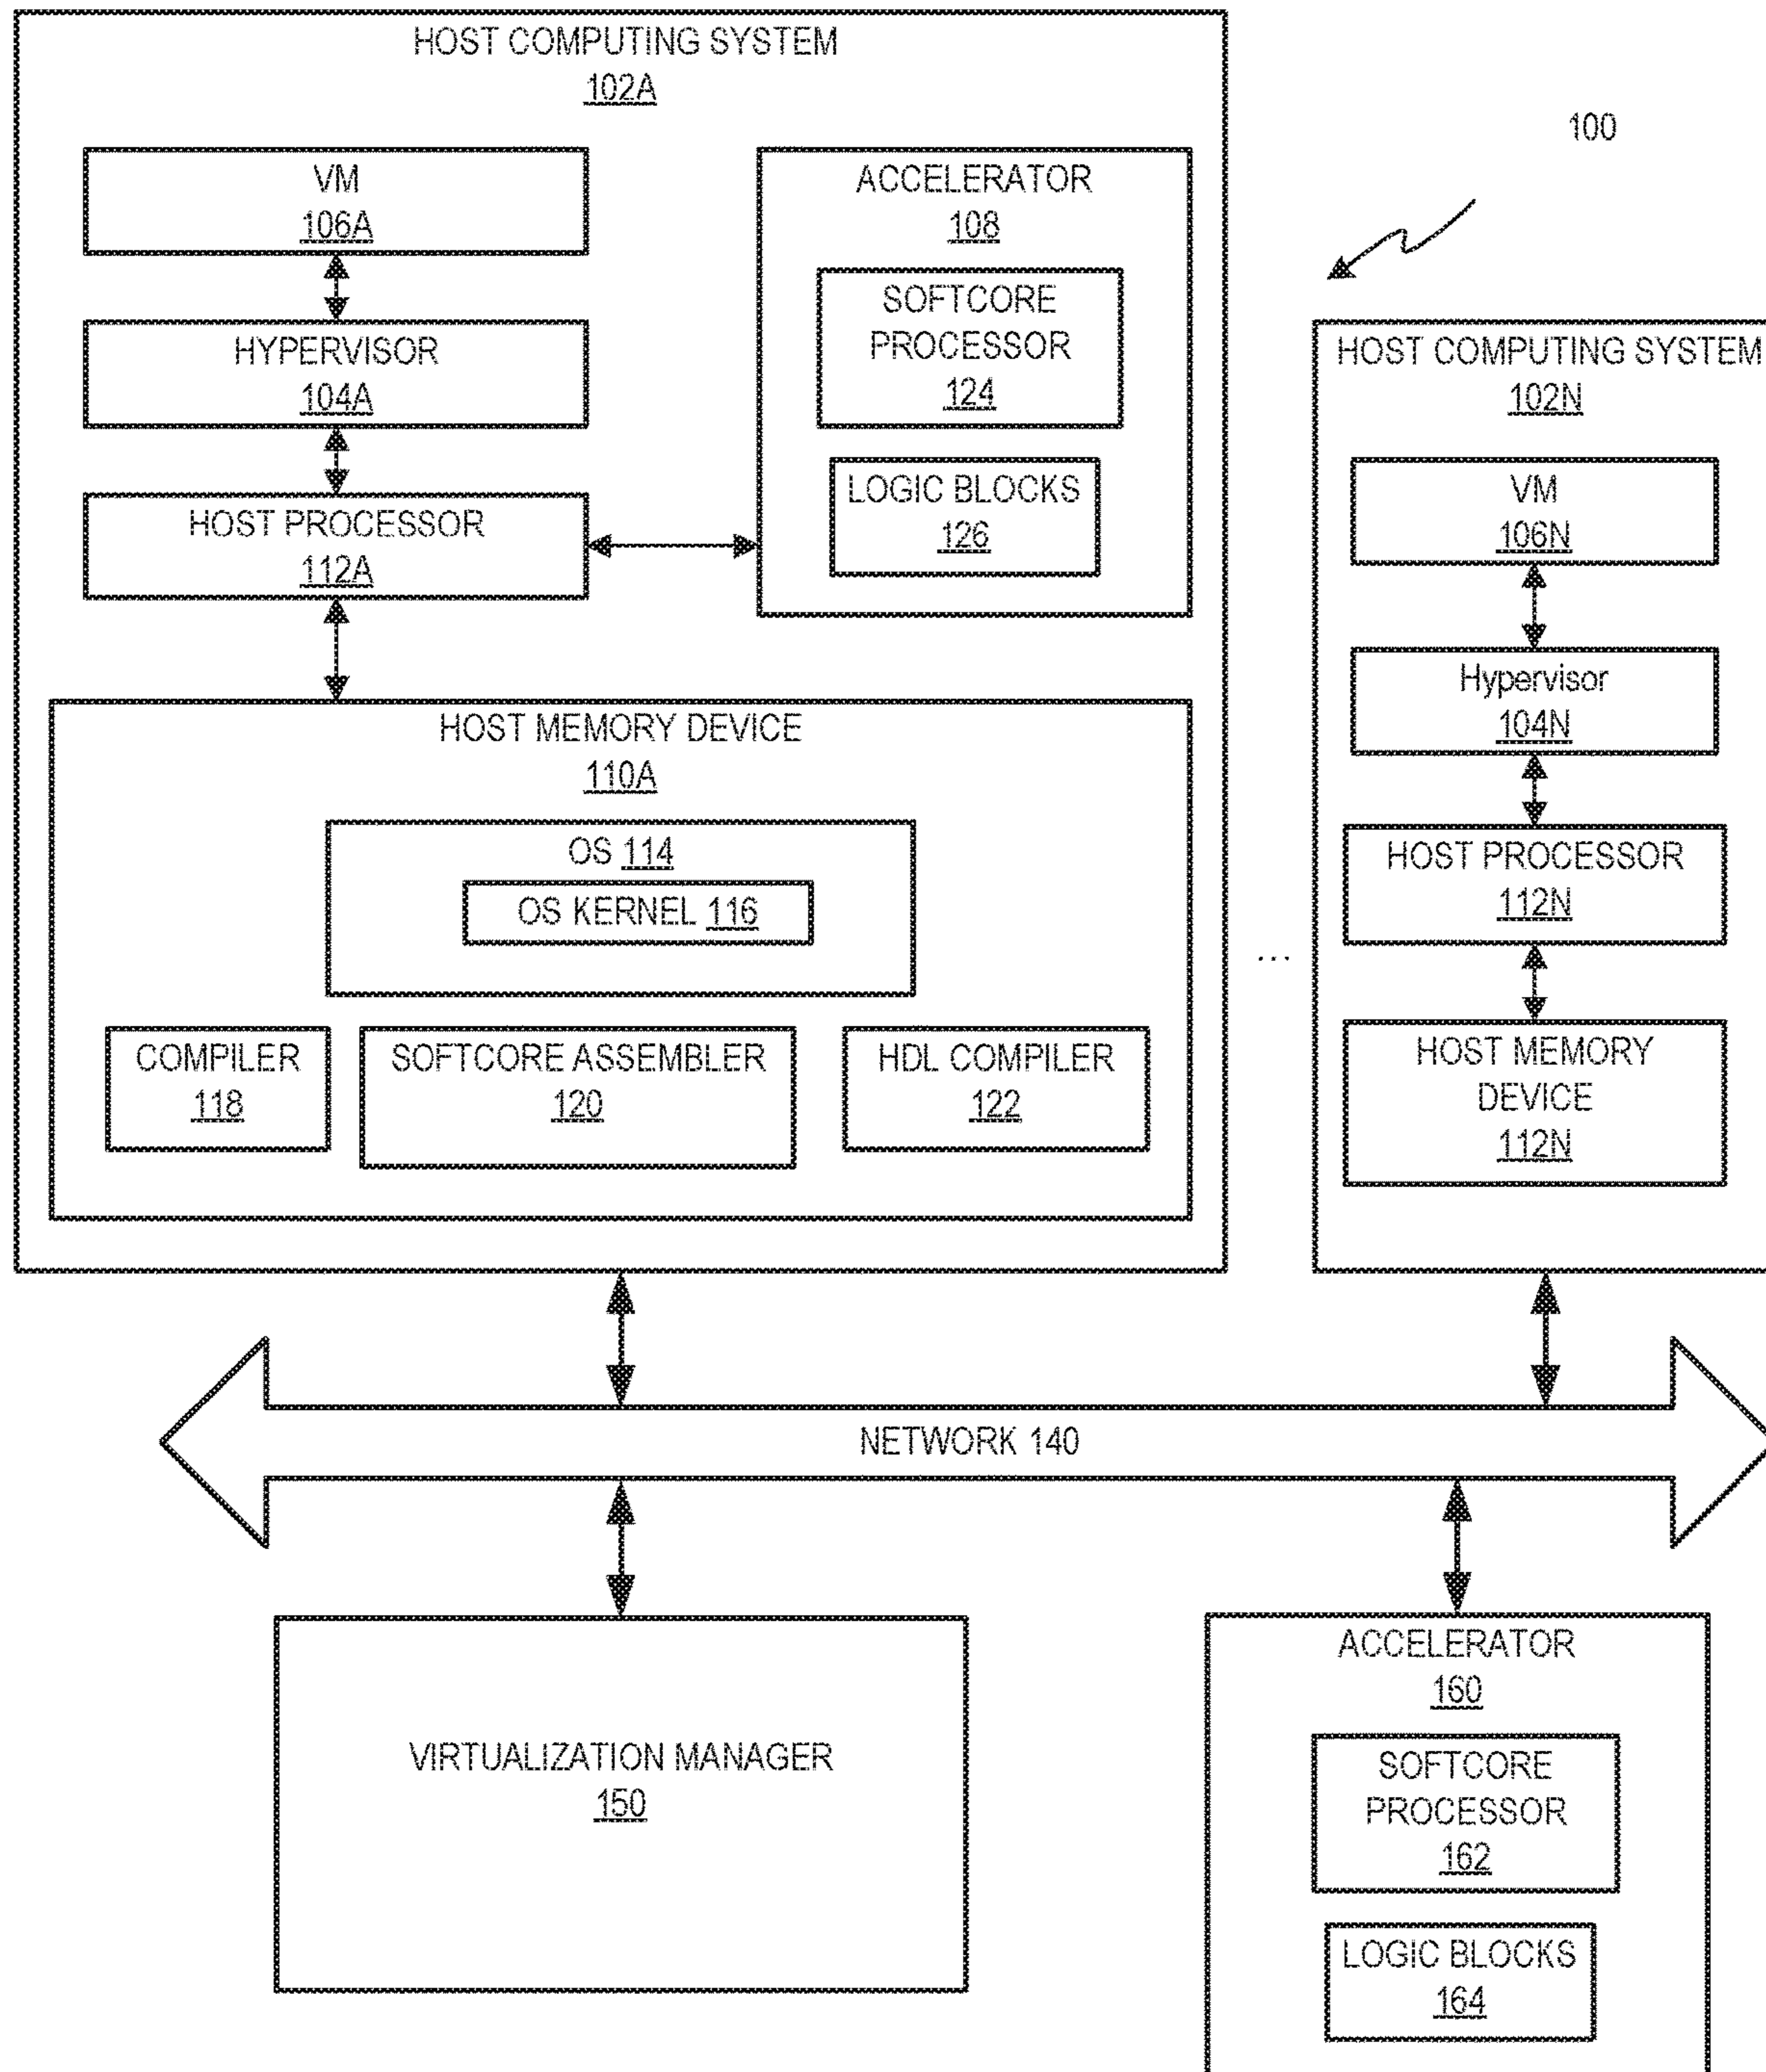 HOST COMPUTING SYSTEM
102A
VM
106A
HYPERVISOR
104A
HOST PROCESSOR
112A
ACCELERATOR
108
SOFTCORE
PROCESSOR
124
LOGIC BLOCKS
126
HOST MEMORY DEVICE
110A
OS 114
OS KERNEL 116
COMPILER
118
SOFTCORE ASSEMBLER
120
HDL COMPILER
122
...
100
HOST COMPUTING SYSTEM
102N
VM
106N
Hypervisor
104N
HOST PROCESSOR
112N
HOST MEMORY
DEVICE
112N
NETWORK 140
VIRTUALIZATION MANAGER
150
ACCELERATOR
160
SOFTCORE
PROCESSOR
162
LOGIC BLOCKS
164